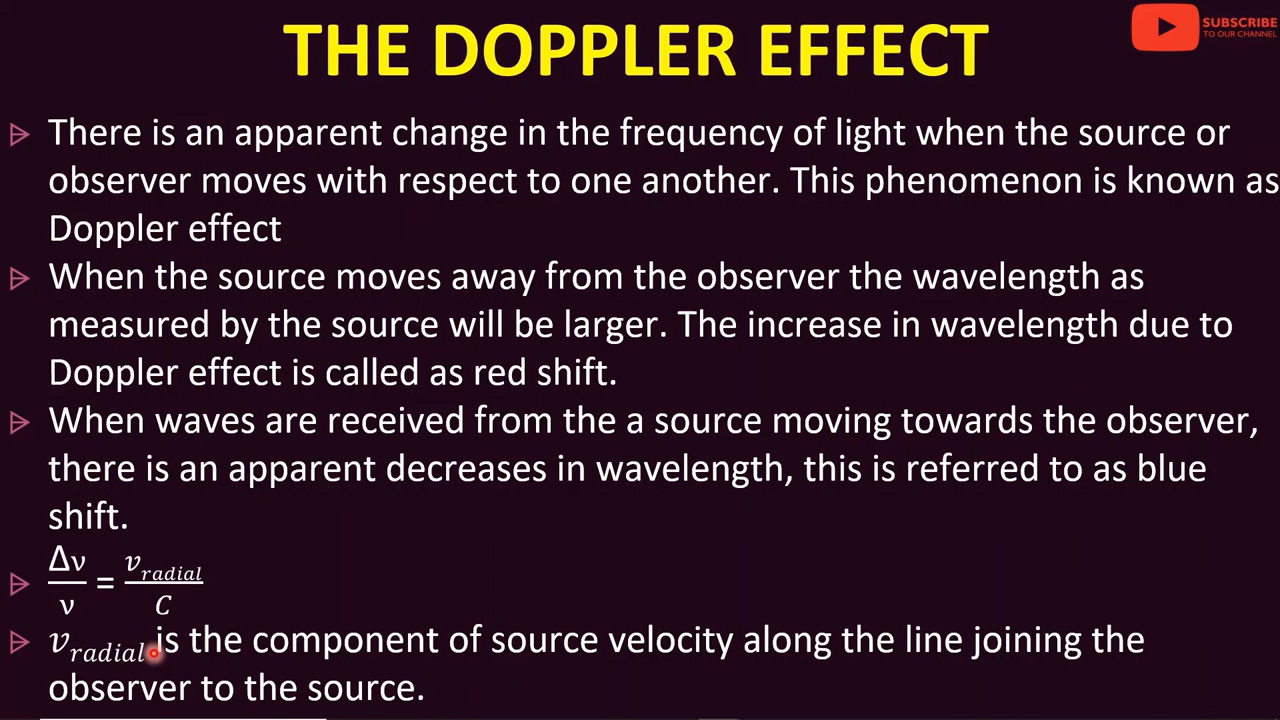 THE DOPPLER EFFECT
SUBSCRIBE
TO OUR CHANNEL
There is an apparent change in the frequency of light when the source or
observer moves with respect to one another. This phenomenon is known as
Doppler effect
When the source moves away from the observer the wavelength as
measured by the source will be larger. The increase in wavelength due to
Doppler effect is called as red shift.
When waves are received from the a source moving towards the observer,
there is an apparent decreases in wavelength, this is referred to as blue
shift.
Δν/ν = v_radial/C
v_radial is the component of source velocity along the line joining the
observer to the source.